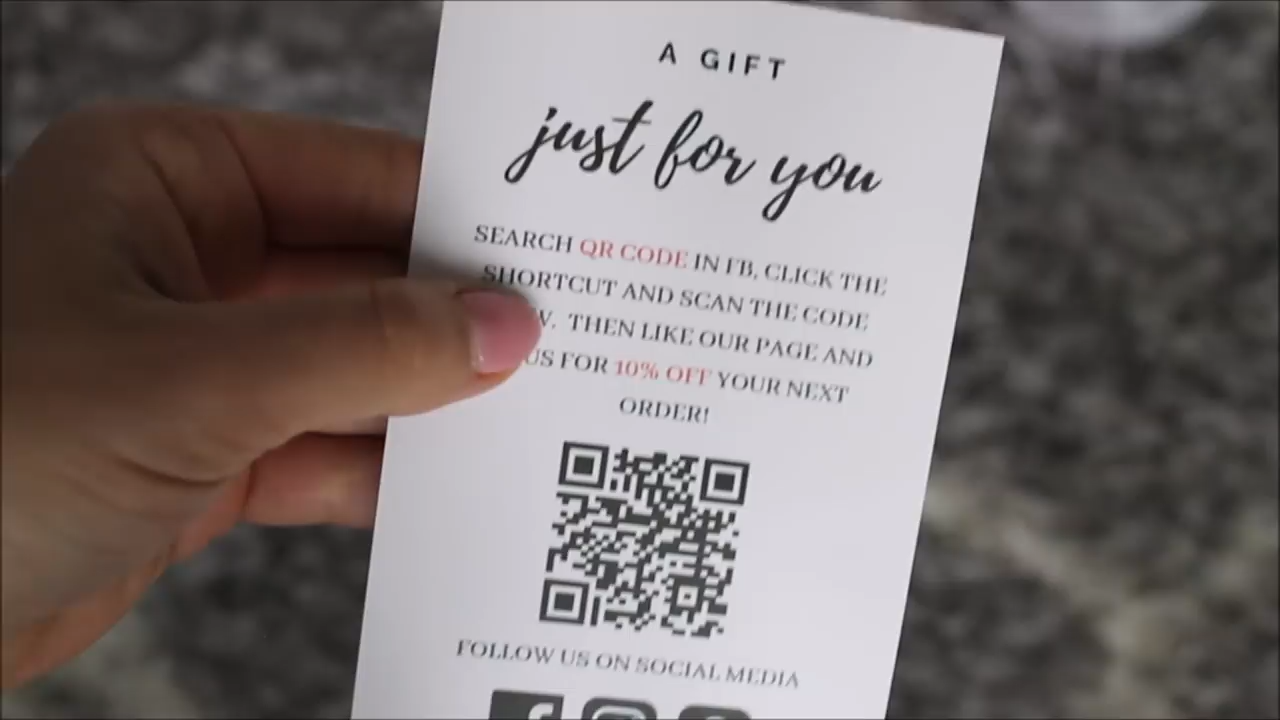 A GIFT
just for you
SEARCH QR CODE IN FB, CLICK THE
SHORTCUT AND SCAN THE CODE
THEN LIKE OUR PAGE AND
US FOR 10% OFF YOUR NEXT
ORDER!
FOLLOW US ON SOCIAL MEDIA